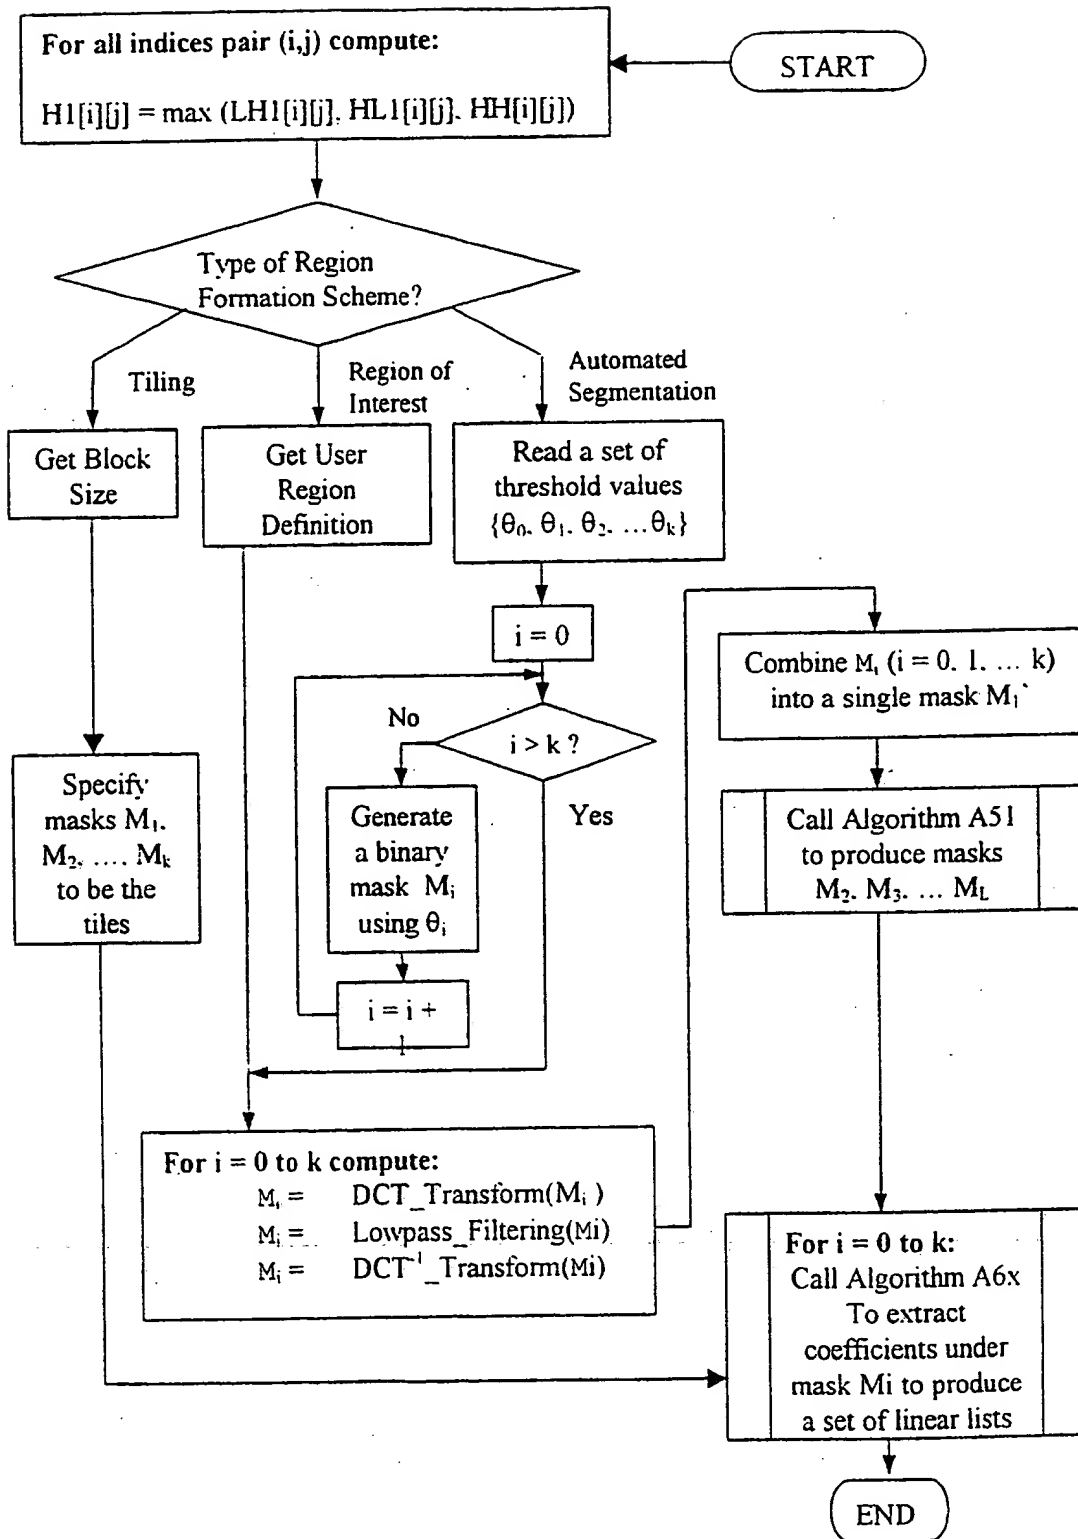 For all indices pair (i,j) compute:
H1[i][j] = max (LH1[i][j]. HL1[i][j]. HH[i][j])
START
Type of Region
Formation Scheme?
Tiling
Region of
Interest
Automated
Segmentation
Get Block
Size
Get User
Region
Definition
Read a set of
threshold values
{θ₀. θ₁. θ₂. …θₖ}
i = 0
No
i > k ?
Yes
Specify
masks M₁.
M₂. …. Mₖ
to be the
tiles
Generate
a binary
mask Mᵢ
using θᵢ
i = i +
1
Combine Mᵢ (i = 0. 1. … k)
into a single mask M₁`
Call Algorithm A51
to produce masks
M₂. M₃. … M_L
For i = 0 to k compute:
Mᵢ = DCT_Transform(Mᵢ )
Mᵢ = Lowpass_Filtering(Mi)
Mᵢ = DCT⁻¹_Transform(Mi)
For i = 0 to k:
Call Algorithm A6x
To extract
coefficients under
mask Mi to produce
a set of linear lists
END